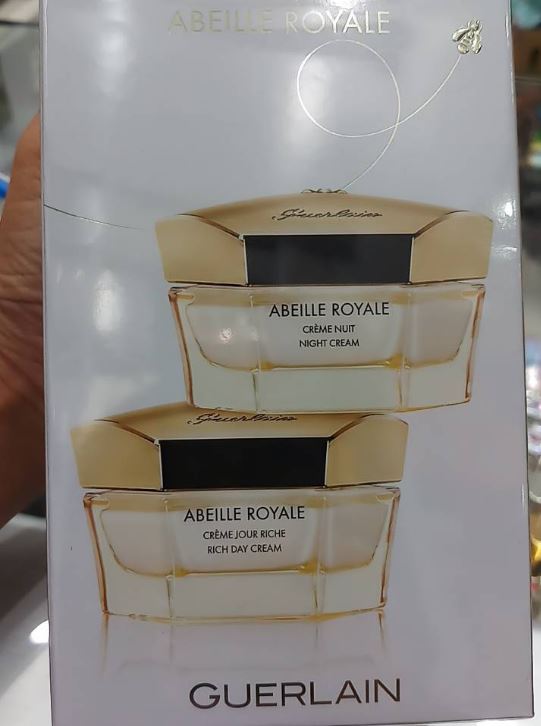 ABEILLE ROYALE
Guerlain
ABEILLE ROYALE
CRÈME NUIT
NIGHT CREAM
Guerlain
ABEILLE ROYALE
CRÈME JOUR RICHE
RICH DAY CREAM
GUERLAIN